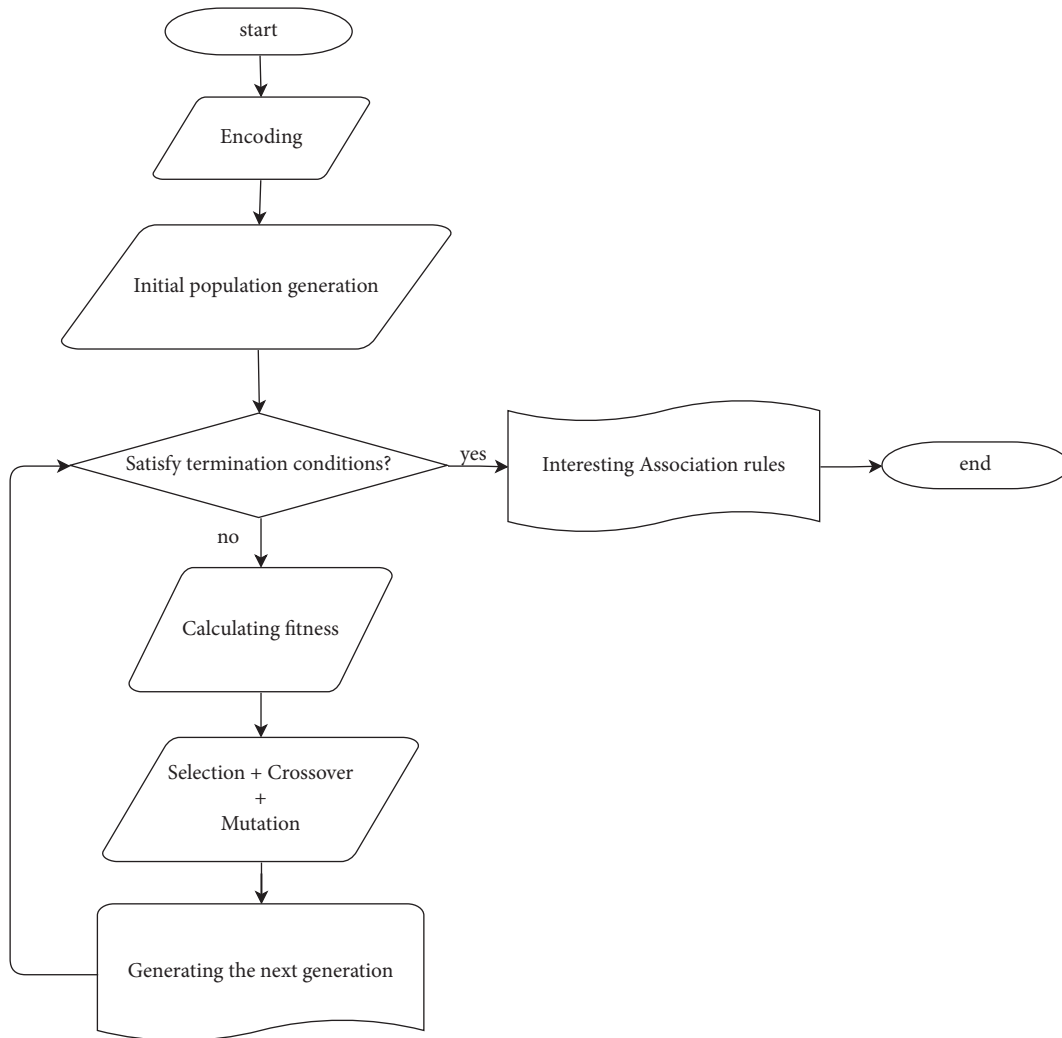 start
Encoding
Initial population generation
Satisfy termination conditions?
yes
Interesting Association rules
end
no
Calculating fitness
Selection + Crossover
+
Mutation
Generating the next generation